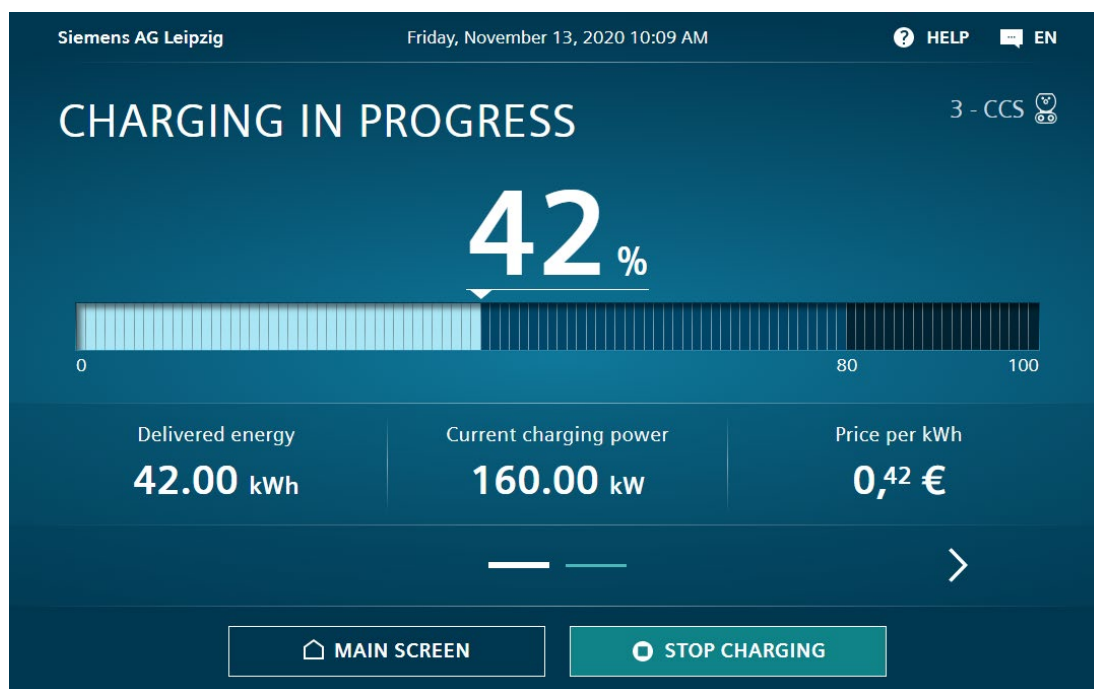 Siemens AG Leipzig Friday, November 13, 2020 10:09 AM ? HELP EN
CHARGING IN PROGRESS 3 - CCS
42 %
0 80 100
Delivered energy Current charging power Price per kWh
42.00 kWh 160.00 kW 0,42 €
MAIN SCREEN STOP CHARGING